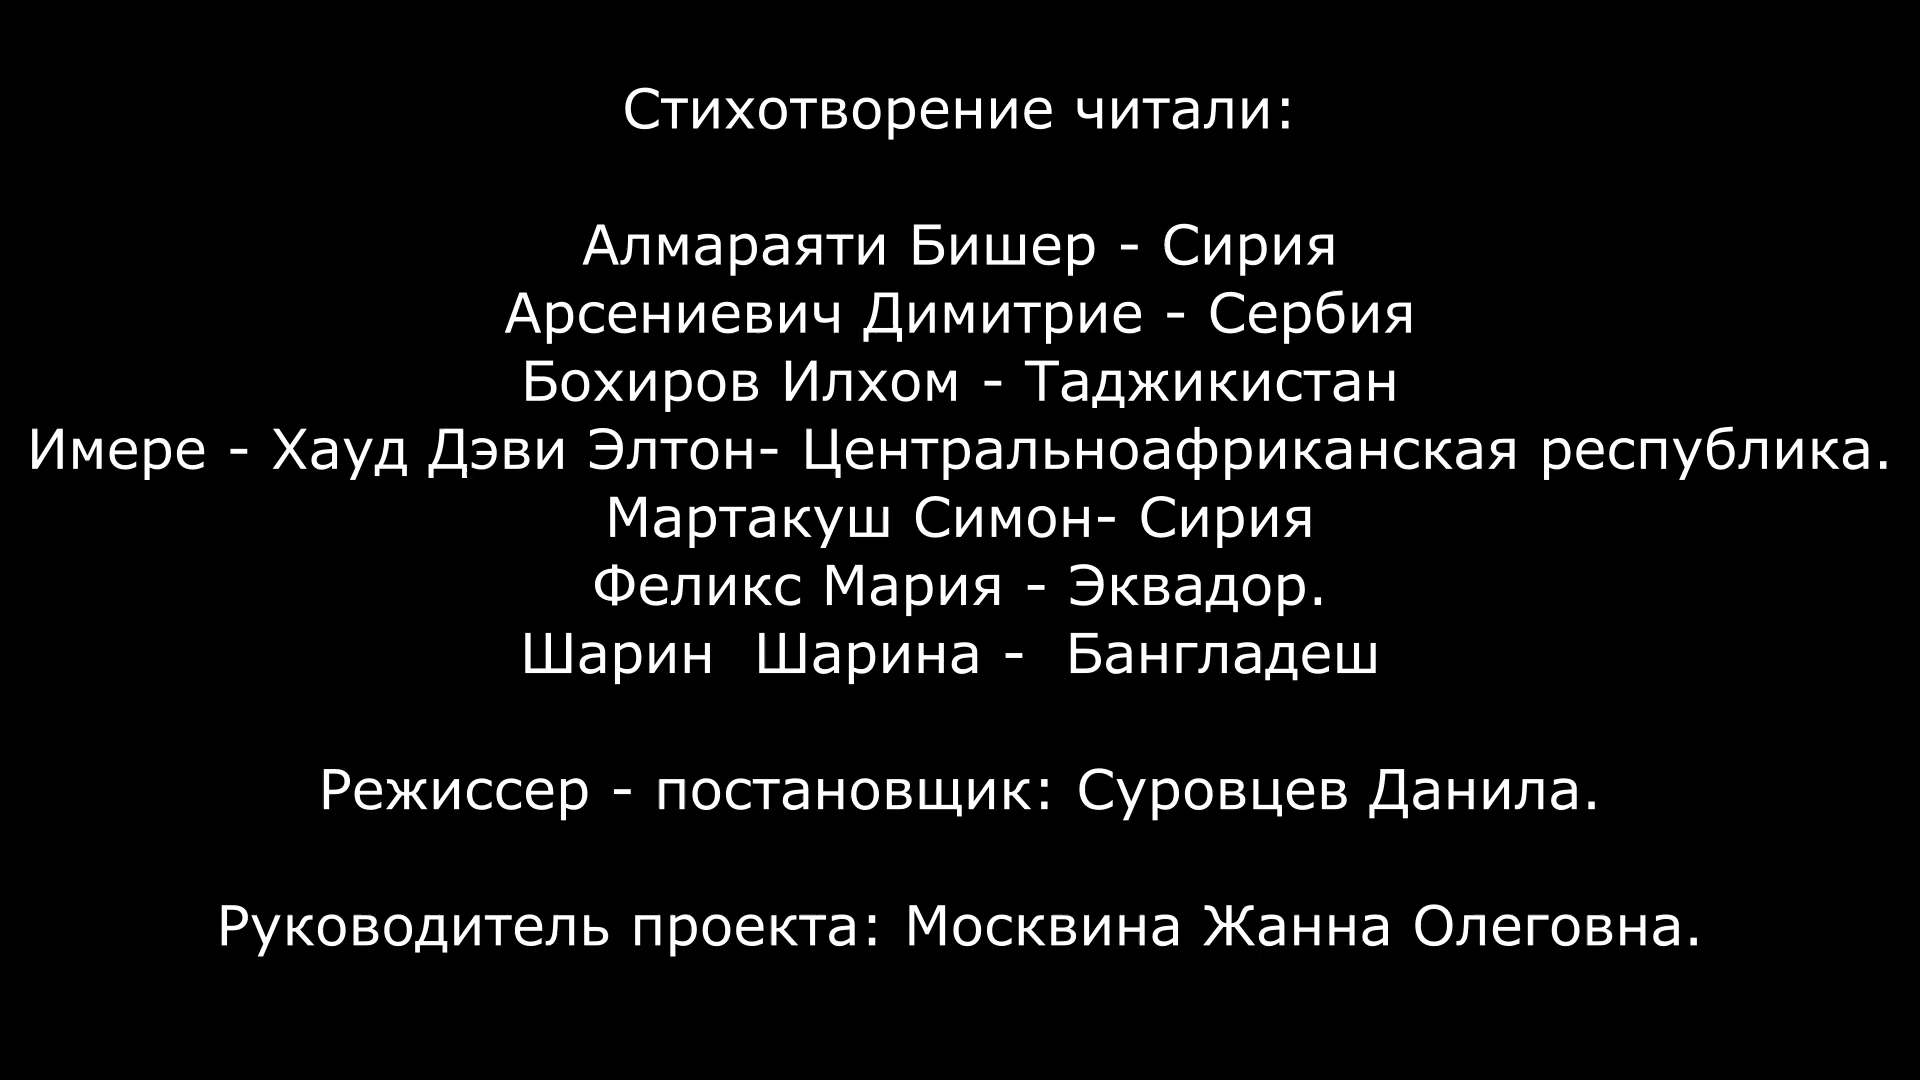 Стихотворение читали:
Алмараяти Бишер - Сирия
Арсениевич Димитрие - Сербия
Бохиров Илхом - Таджикистан
Имере - Хауд Дэви Элтон- Центральноафриканская республика.
Мартакуш Симон- Сирия
Феликс Мария - Эквадор.
Шарин  Шарина -  Бангладеш
Режиссер - постановщик: Суровцев Данила.
Руководитель проекта: Москвина Жанна Олеговна.